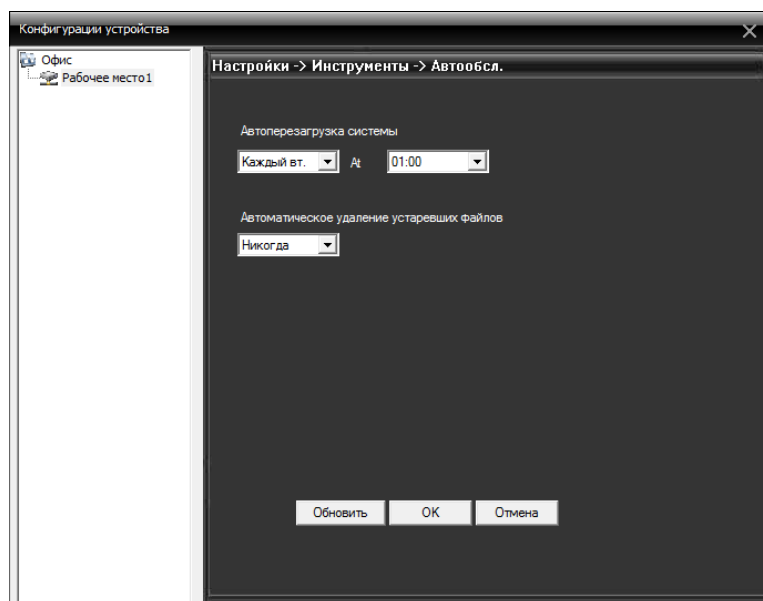 Конфигурации устройства
Офис
Рабочее место1
Настройки -> Инструменты -> Автообсл.
Автоперезагрузка системы
Каждый вт. At 01:00
Автоматическое удаление устаревших файлов
Никогда
Обновить OK Отмена